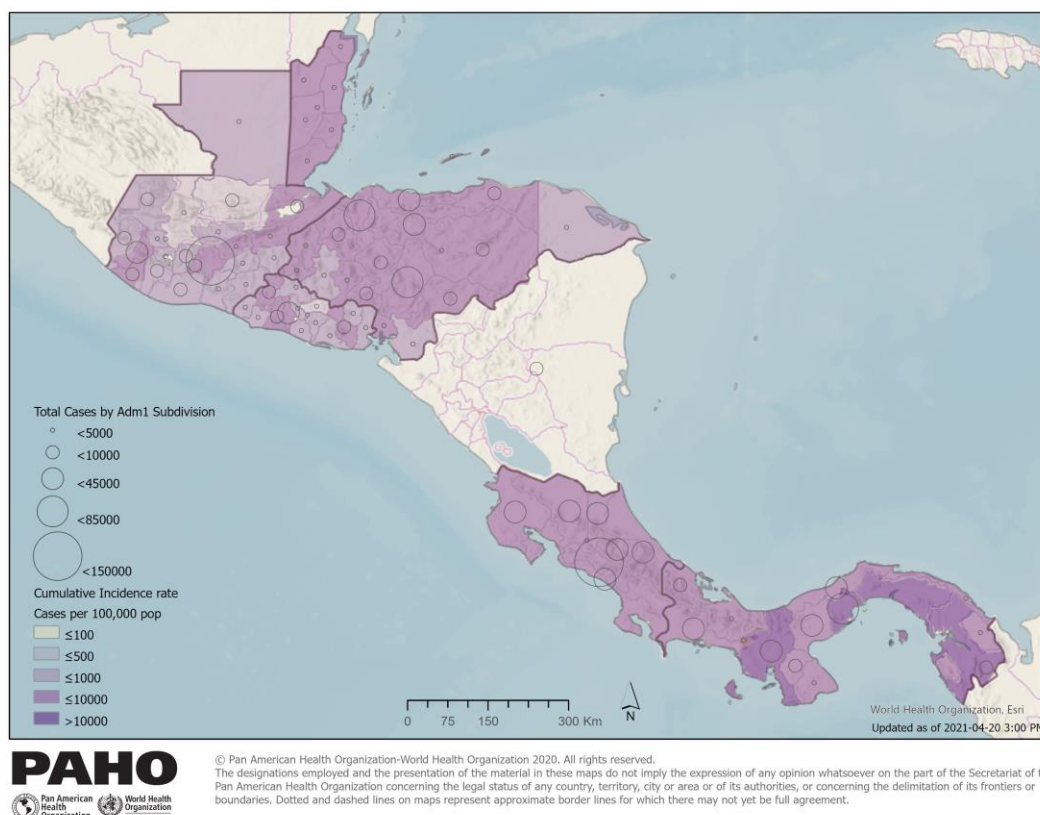 Total Cases by Adm1 Subdivision
<5000
<10000
<45000
<85000
<150000
Cumulative Incidence rate
Cases per 100,000 pop
≤100
≤500
≤1000
≤10000
>10000
0 75 150 300 Km
N
World Health Organization, Esri
Updated as of 2021-04-20 3:00 PM
PAHO
Pan American
Health
Organization
World Health
Organization
© Pan American Health Organization-World Health Organization 2020. All rights reserved.
The designations employed and the presentation of the material in these maps do not imply the expression of any opinion whatsoever on the part of the Secretariat of t
Pan American Health Organization concerning the legal status of any country, territory, city or area or of its authorities, or concerning the delimitation of its frontiers or
boundaries. Dotted and dashed lines on maps represent approximate border lines for which there may not yet be full agreement.